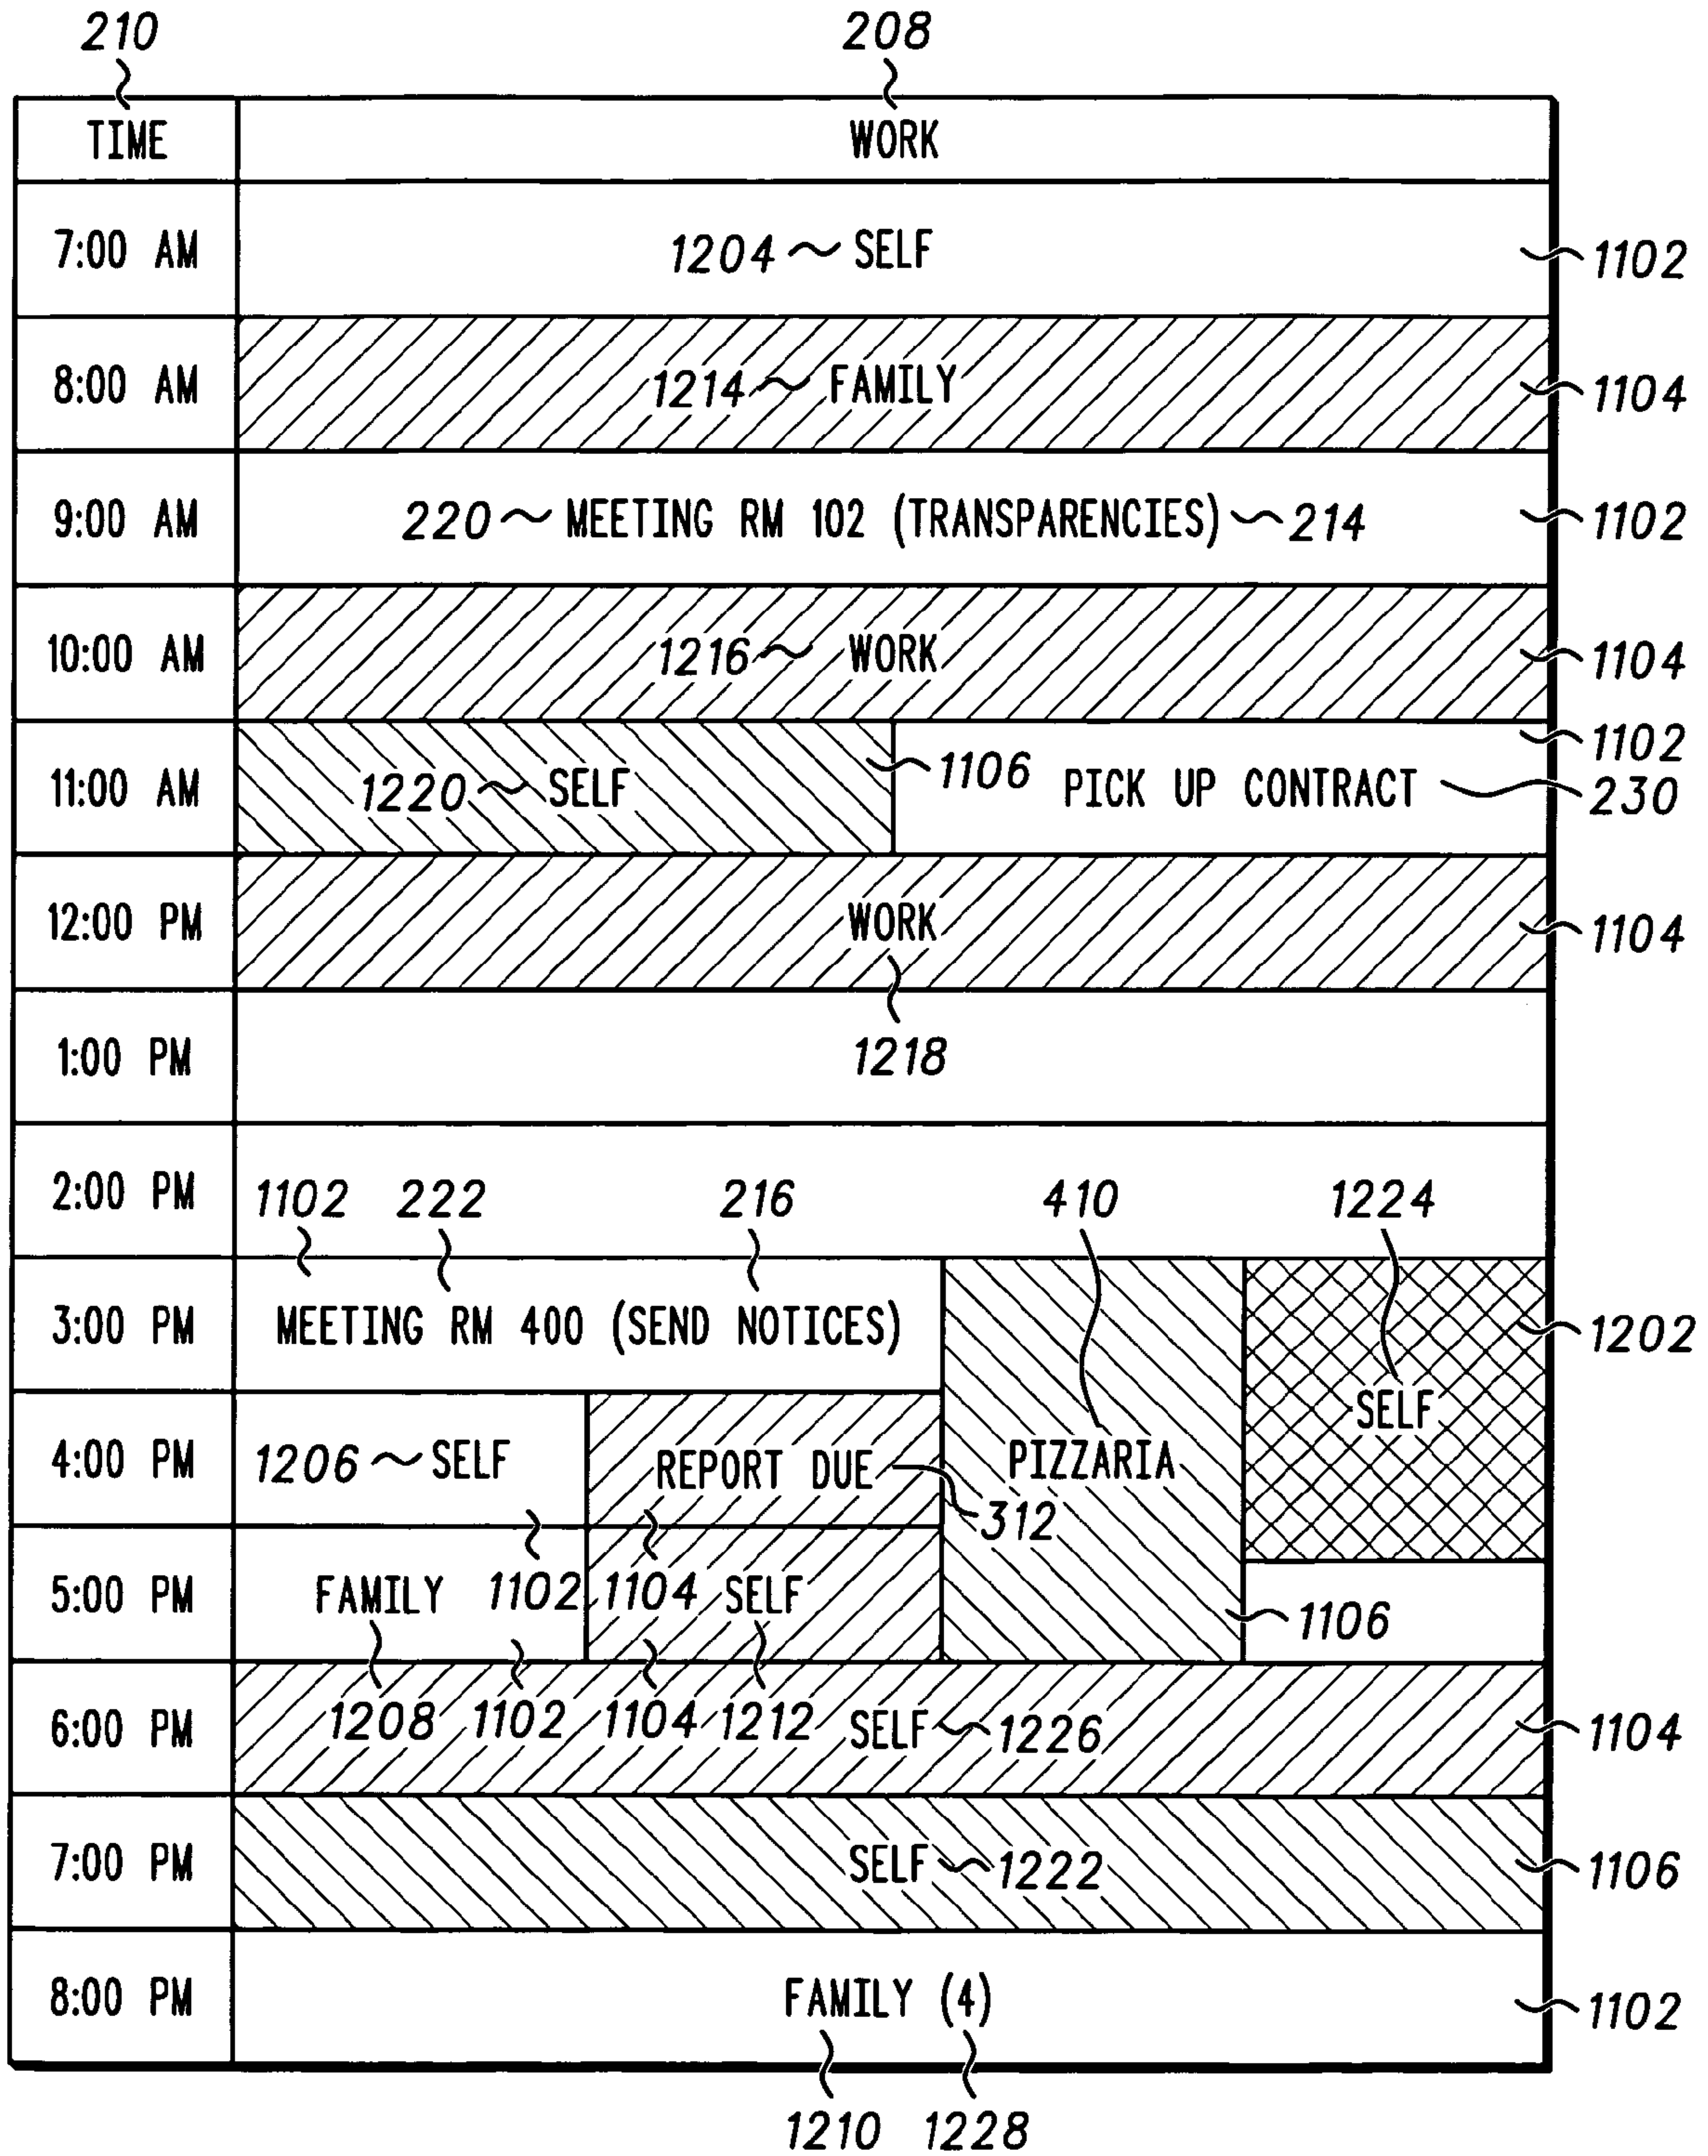 210 208
TIME WORK
7:00 AM 1204 SELF 1102
8:00 AM 1214 FAMILY 1104
9:00 AM 220 MEETING RM 102 (TRANSPARENCIES) 214 1102
10:00 AM 1216 WORK 1104
1102
11:00 AM 1220 SELF 1106 PICK UP CONTRACT 230
12:00 PM WORK 1104
1:00 PM 1218
2:00 PM 1102 222 216 410 1224
3:00 PM MEETING RM 400 (SEND NOTICES) 1202
SELF
4:00 PM 1206 SELF REPORT DUE PIZZARIA
312
5:00 PM FAMILY 1102 1104 SELF 1106
6:00 PM 1208 1102 1104 1212 SELF 1226 1104
7:00 PM SELF 1222 1106
8:00 PM FAMILY (4) 1102
1210 1228